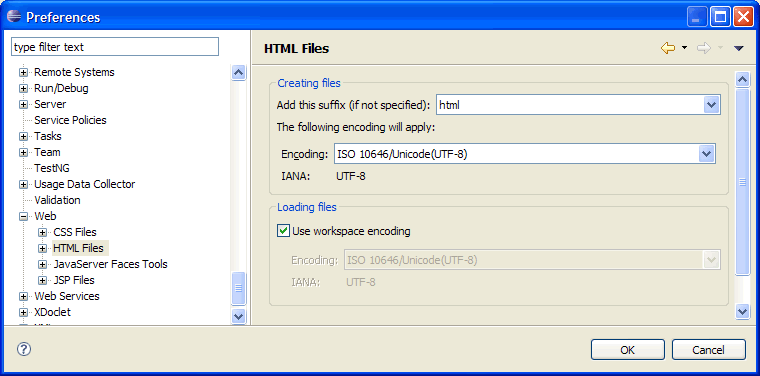 Preferences
type filter text
Remote Systems
Run/Debug
Server
Service Policies
Tasks
Team
TestNG
Usage Data Collector
Validation
Web
CSS Files
HTML Files
JavaServer Faces Tools
JSP Files
Web Services
XDoclet
HTML Files
Creating files
Add this suffix (if not specified): html
The following encoding will apply:
Encoding: ISO 10646/Unicode(UTF-8)
IANA: UTF-8
Loading files
Use workspace encoding
Encoding: ISO 10646/Unicode(UTF-8)
IANA: UTF-8
?
OK Cancel